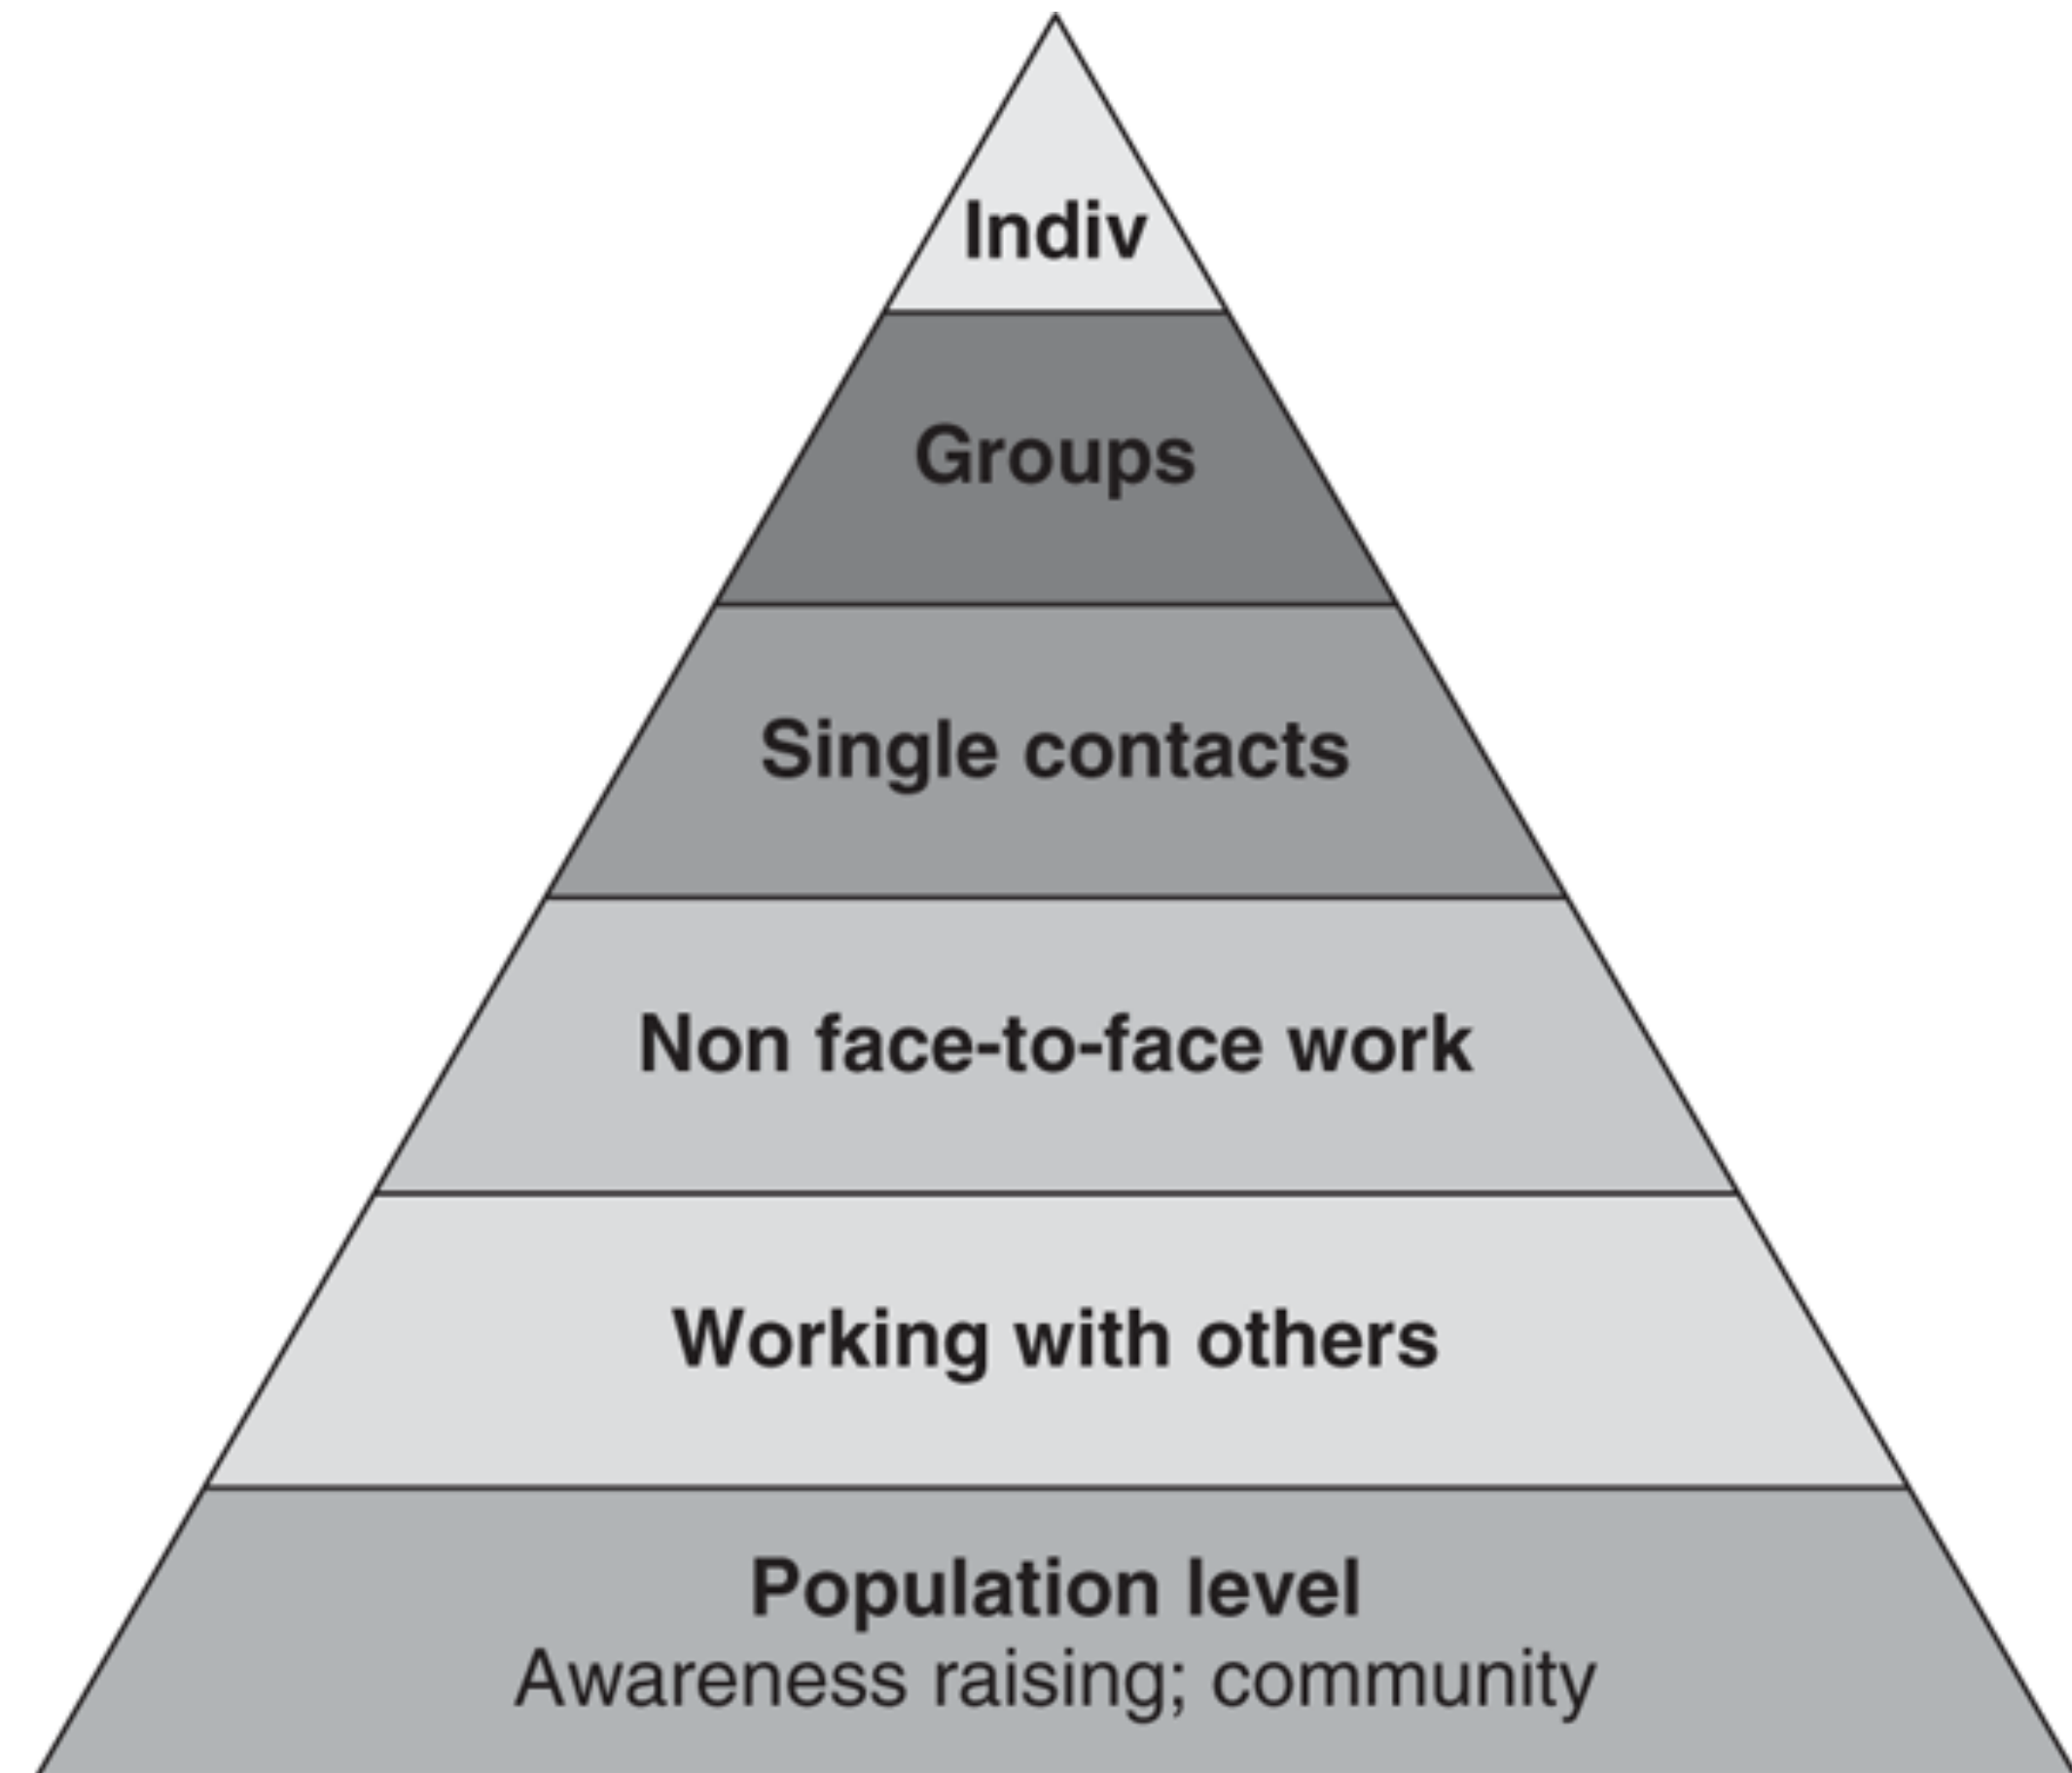 Indiv
Groups
Single contacts
Non face-to-face work
Working with others
Population level
Awareness raising; community